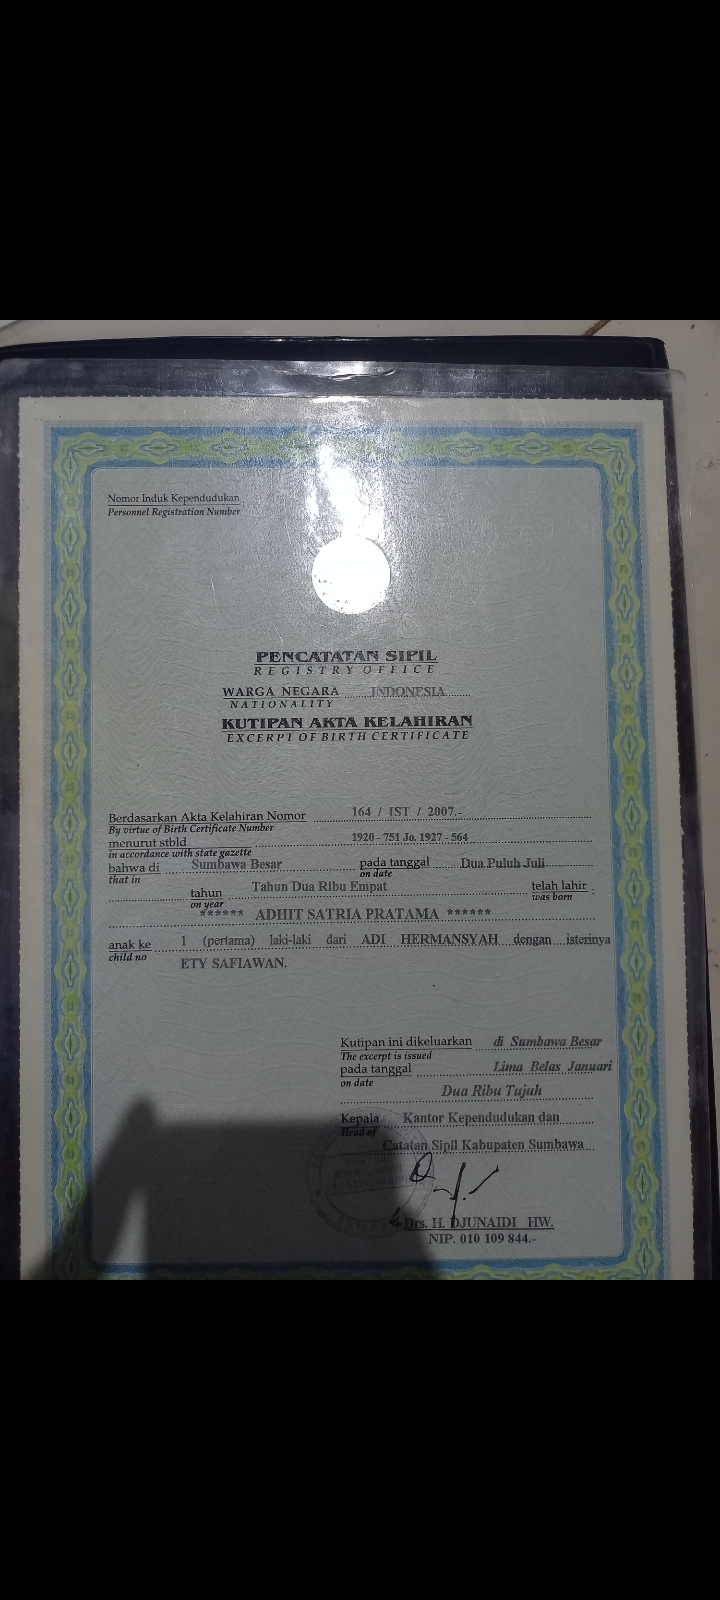 Nomor Induk Kependudukan
Personnel Registration Number
PENCATATAN SIPIL
REGISTRY OFFICE
WARGA NEGARA INDONESIA
NATIONALITY
KUTIPAN AKTA KELAHIRAN
EXCERPT OF BIRTH CERTIFICATE
Berdasarkan Akta Kelahiran Nomor 164 / IST / 2007.-
By virtue of Birth Certificate Number
menurut stbld 1920 - 751 Jo. 1927 - 564
in accordance with state gazette
bahwa di Sumbawa Besar pada tanggal Dua Puluh Juli
that in on date
tahun Tahun Dua Ribu Empat telah lahir :
on year was born
****** ADHIT SATRIA PRATAMA ******
anak ke 1 (pertama) laki-laki dari ADI HERMANSYAH dengan isterinya
child no
ETY SAFIAWAN.
Kutipan ini dikeluarkan di Sumbawa Besar
The excerpt is issued
pada tanggal Lima Belas Januari
on date
Dua Ribu Tujuh
Kepala Kantor Kependudukan dan
Head of
Catatan Sipil Kabupaten Sumbawa
Drs. H. DJUNAIDI HW.
NIP. 010 109 844.-